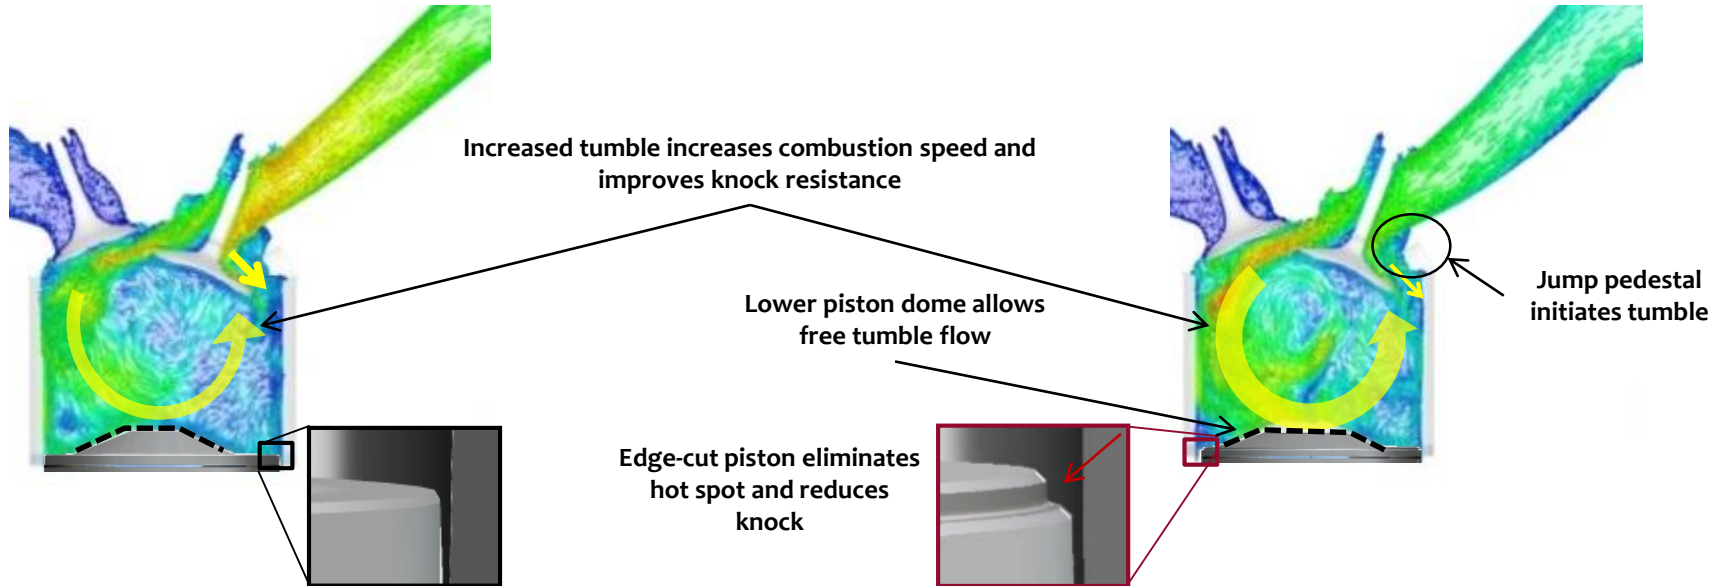 Increased tumble increases combustion speed and
improves knock resistance
Lower piston dome allows
free tumble flow
Jump pedestal
initiates tumble
Edge-cut piston eliminates
hot spot and reduces
knock